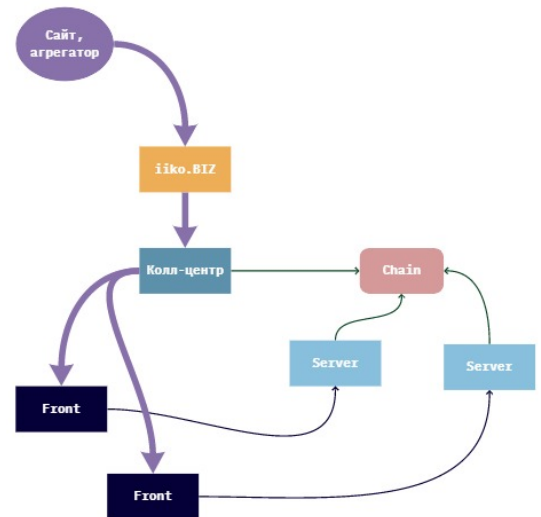 Сайт,
агрегатор
iiko.BIZ
Колл-центр
Chain
Server
Server
Front
Front